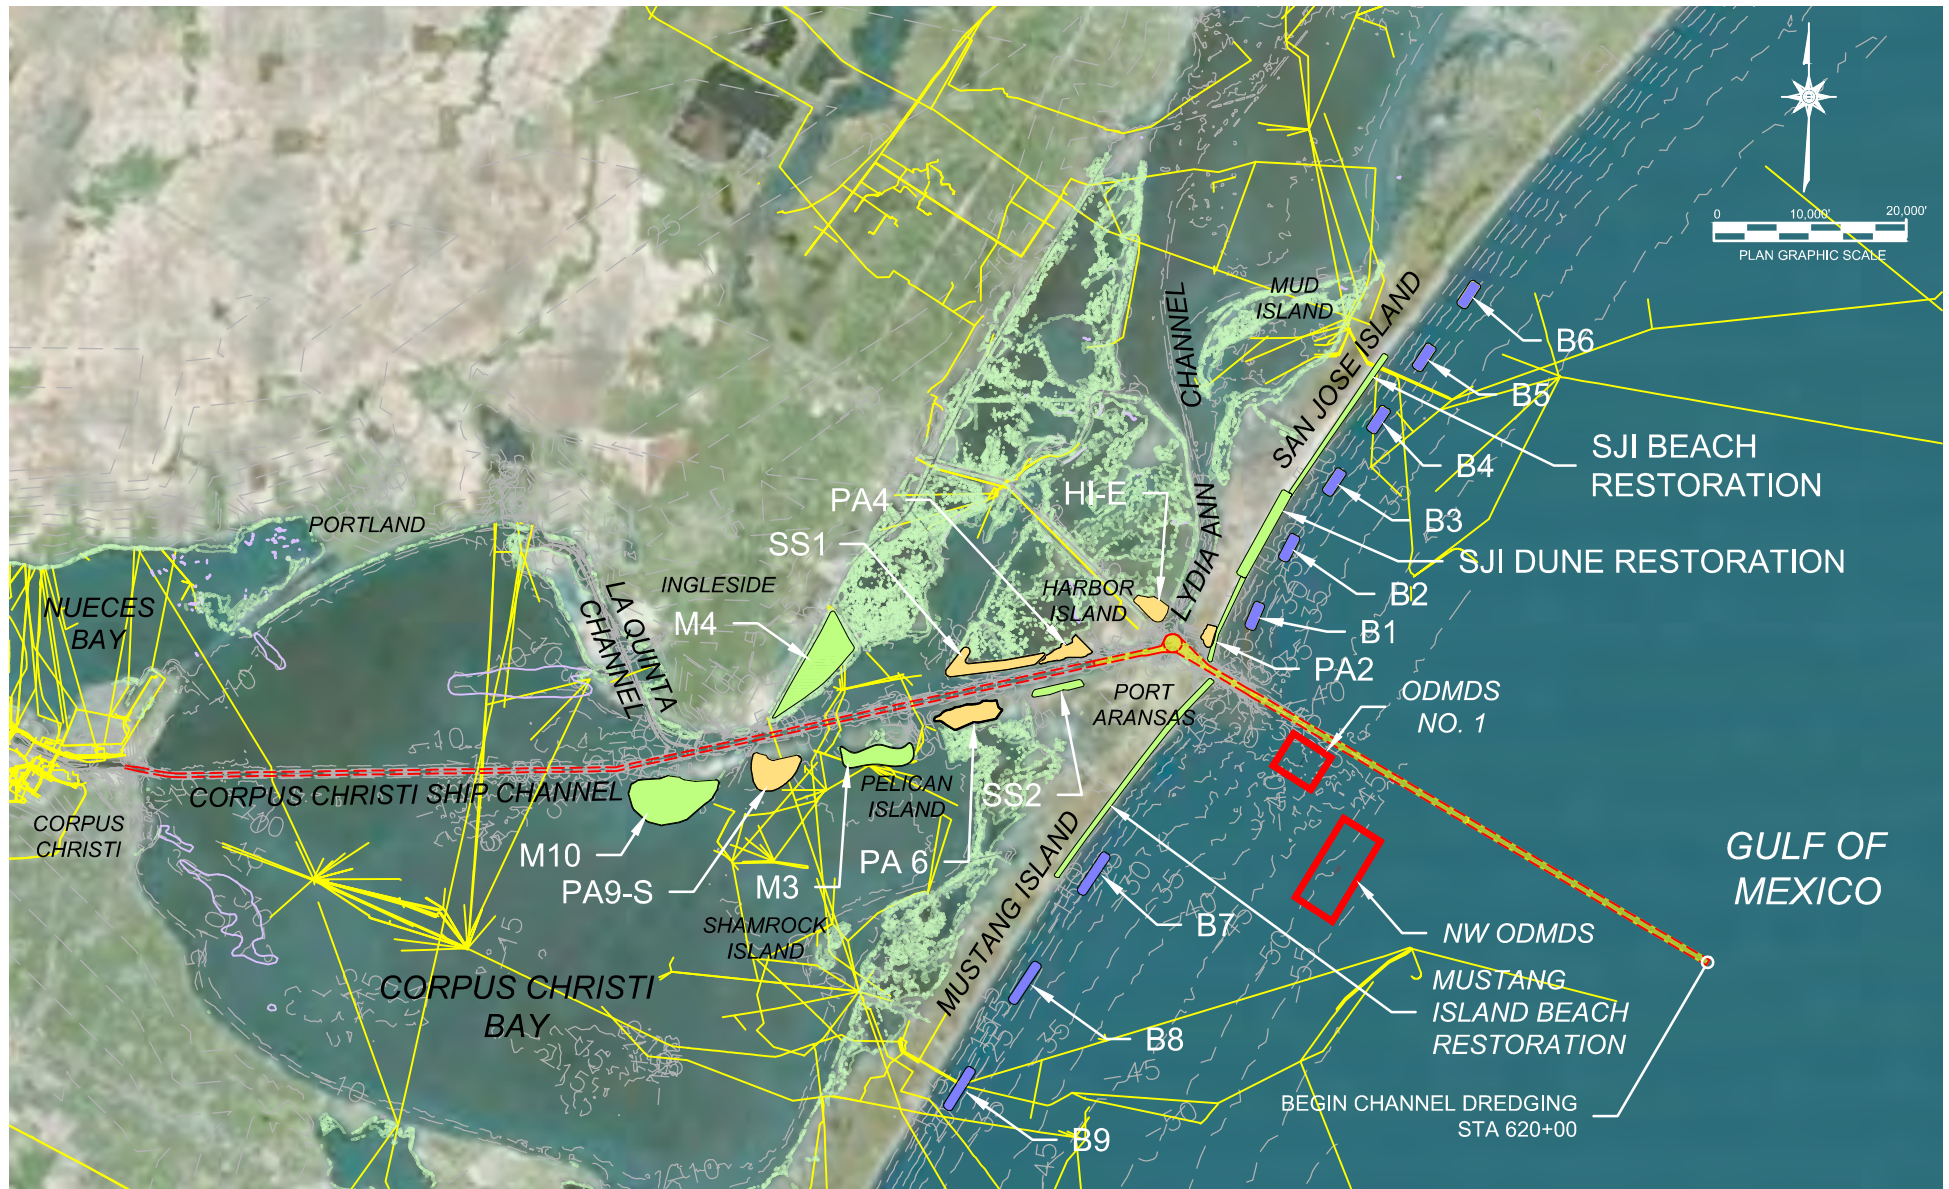 0 10,000' 20,000'
PLAN GRAPHIC SCALE
MUD
ISLAND
CHANNEL
SAN JOSE ISLAND
B6
B5
B4
SJI BEACH
RESTORATION
B3
SJI DUNE RESTORATION
B2
B1
PA2
PA4
HI-E
SS1
LYDIA ANN
HARBOR
ISLAND
PORTLAND
INGLESIDE
M4
NUECES
BAY
LA QUINTA
CHANNEL
PORT
ARANSAS
ODMDS
NO. 1
CORPUS CHRISTI SHIP CHANNEL
PELICAN
ISLAND
SS2
CORPUS
CHRISTI
M10
PA9-S
M3
PA 6
GULF OF
MEXICO
SHAMROCK
ISLAND
MUSTANG ISLAND
B7
NW ODMDS
CORPUS CHRISTI
BAY
MUSTANG
ISLAND BEACH
RESTORATION
B8
BEGIN CHANNEL DREDGING
STA 620+00
B9